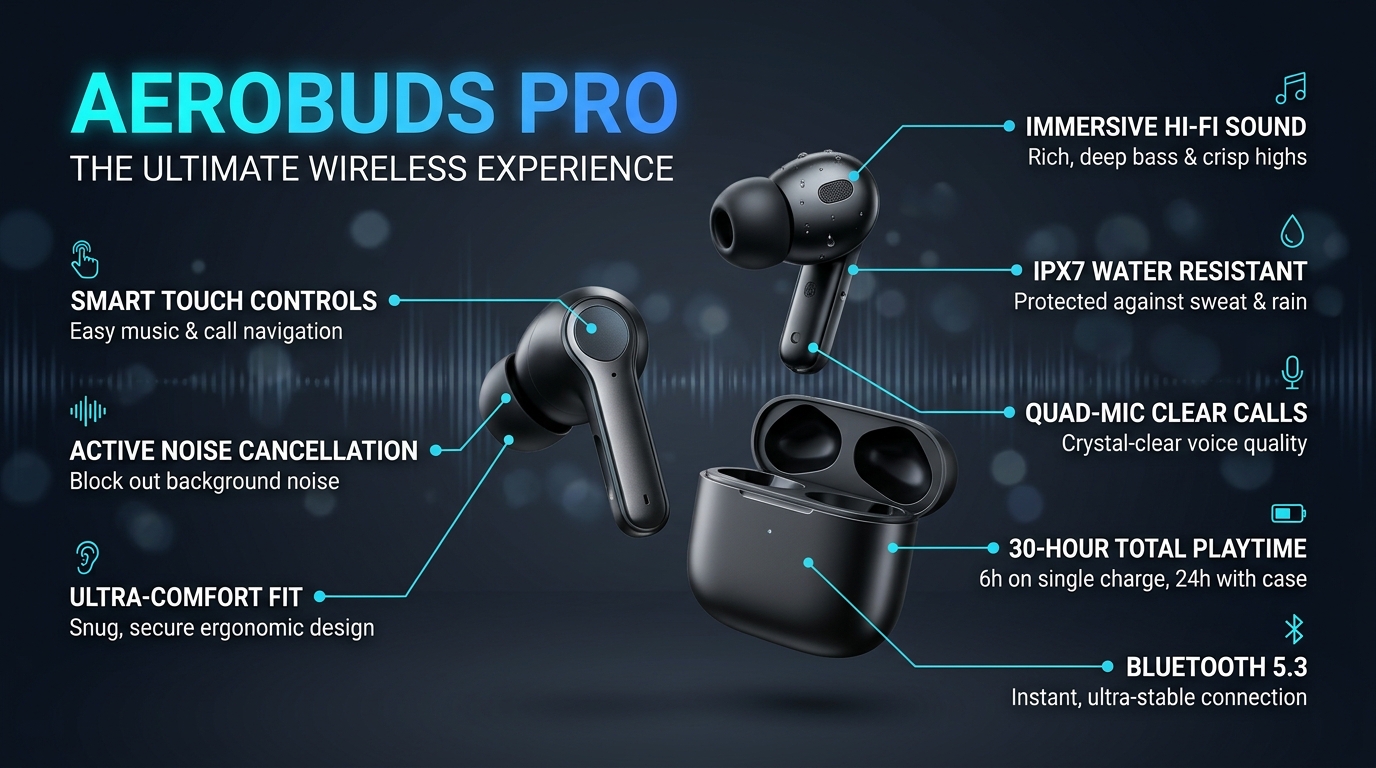 AEROBUDS PRO
THE ULTIMATE WIRELESS EXPERIENCE
SMART TOUCH CONTROLS
Easy music & call navigation
ACTIVE NOISE CANCELLATION
Block out background noise
ULTRA-COMFORT FIT
Snug, secure ergonomic design
IMMERSIVE HI-FI SOUND
Rich, deep bass & crisp highs
IPX7 WATER RESISTANT
Protected against sweat & rain
QUAD-MIC CLEAR CALLS
Crystal-clear voice quality
30-HOUR TOTAL PLAYTIME
6h on single charge, 24h with case
BLUETOOTH 5.3
Instant, ultra-stable connection